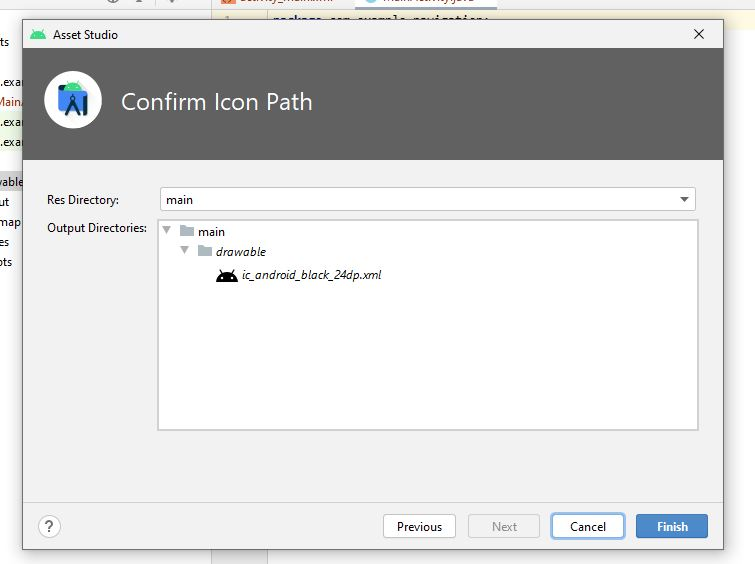 Asset Studio
Confirm Icon Path
Res Directory:
main
Output Directories:
main
drawable
ic_android_black_24dp.xml
?
Previous
Next
Cancel
Finish